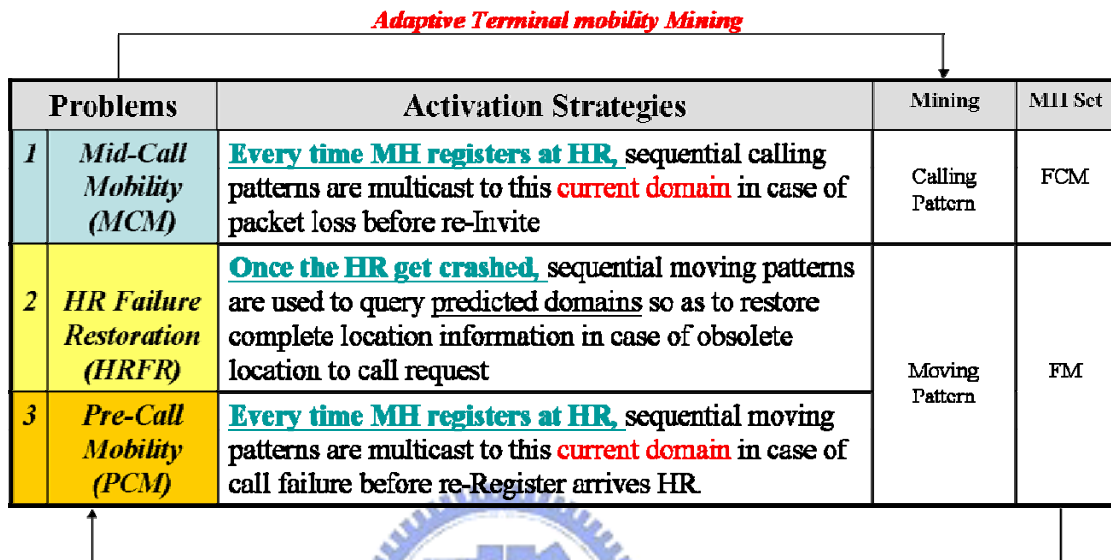 Adaptive Terminal mobility Mining
Problems
Activation Strategies
Mining
MH Set
1
Mid-Call
Mobility
(MCM)
Every time MH registers at HR, sequential calling
patterns are multicast to this current domain in case of
packet loss before re-Invite
Calling
Pattern
FCM
2
HR Failure
Restoration
(HRFR)
Once the HR get crashed, sequential moving patterns
are used to query predicted domains so as to restore
complete location information in case of obsolete
location to call request
Moving
Pattern
FM
3
Pre-Call
Mobility
(PCM)
Every time MH registers at HR, sequential moving
patterns are multicast to this current domain in case of
call failure before re-Register arrives HR.